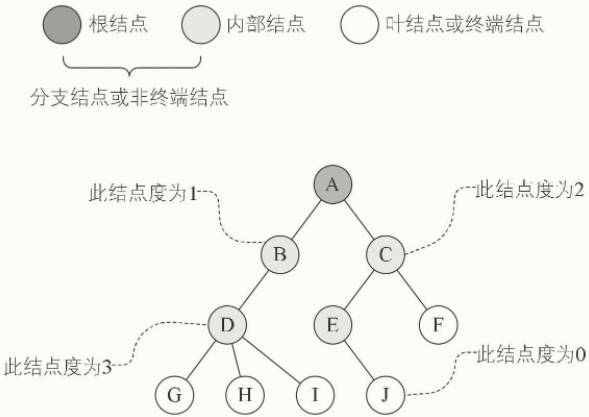 根结点 内部结点 叶结点或终端结点
分支结点或非终端结点
A
此结点度为1 此结点度为2
B C
D E F
此结点度为3 此结点度为0
G H I J